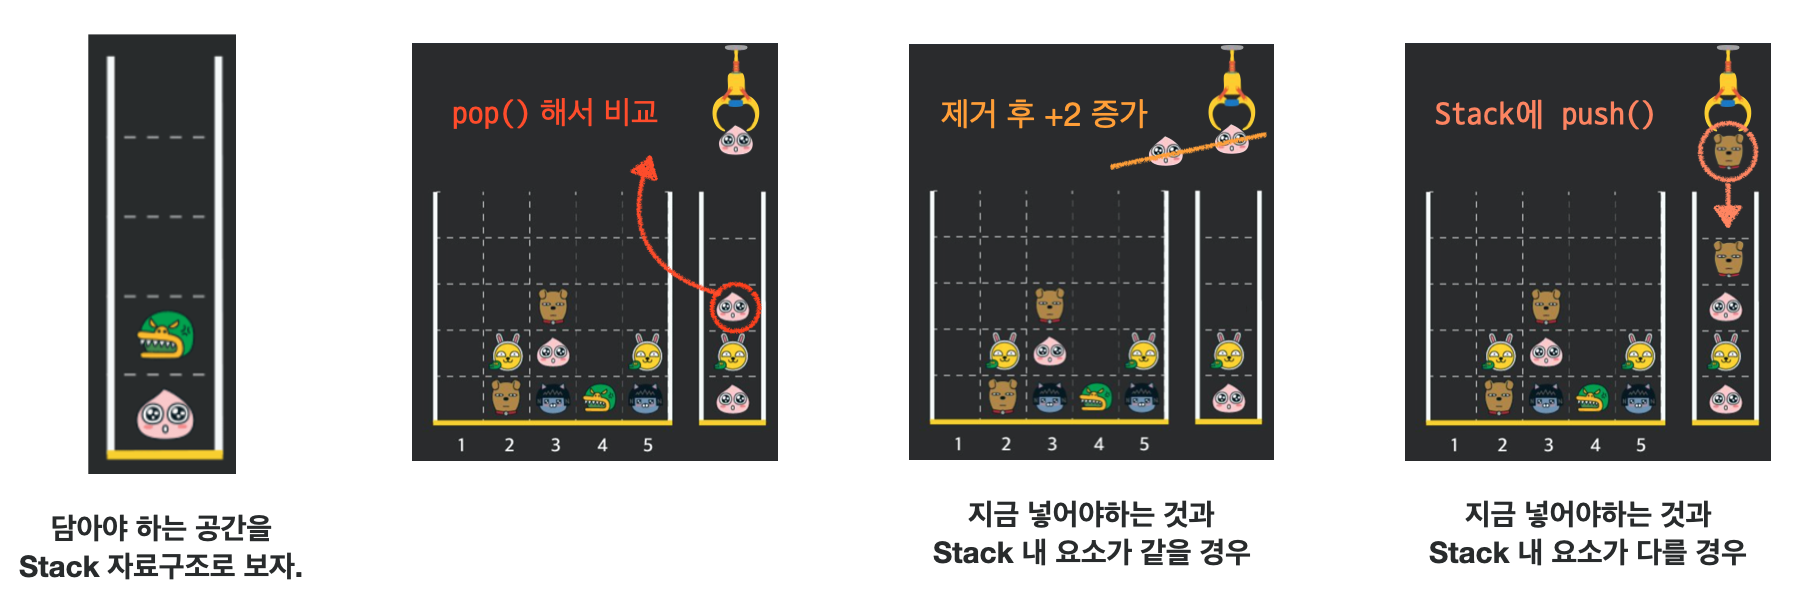 pop() 해서 비교
제거 후 +2 증가
Stack에 push()
1 2 3 4 5
1 2 3 4 5
1 2 3 4 5
담아야 하는 공간을
Stack 자료구조로 보자.
지금 넣어야하는 것과
Stack 내 요소가 같을 경우
지금 넣어야하는 것과
Stack 내 요소가 다를 경우